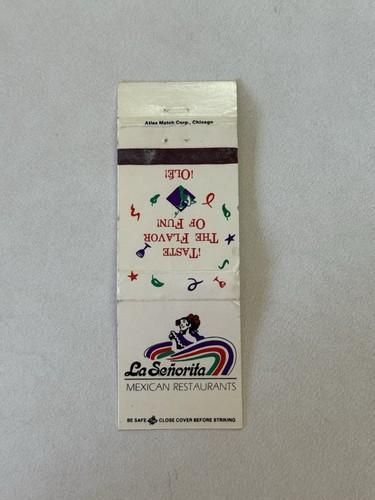 Atlas Match Corp., Chicago
¡TASTE
THE FLAVOR
OF FUN!
¡OLÉ!
La Señorita
MEXICAN RESTAURANTS
BE SAFE CLOSE COVER BEFORE STRIKING